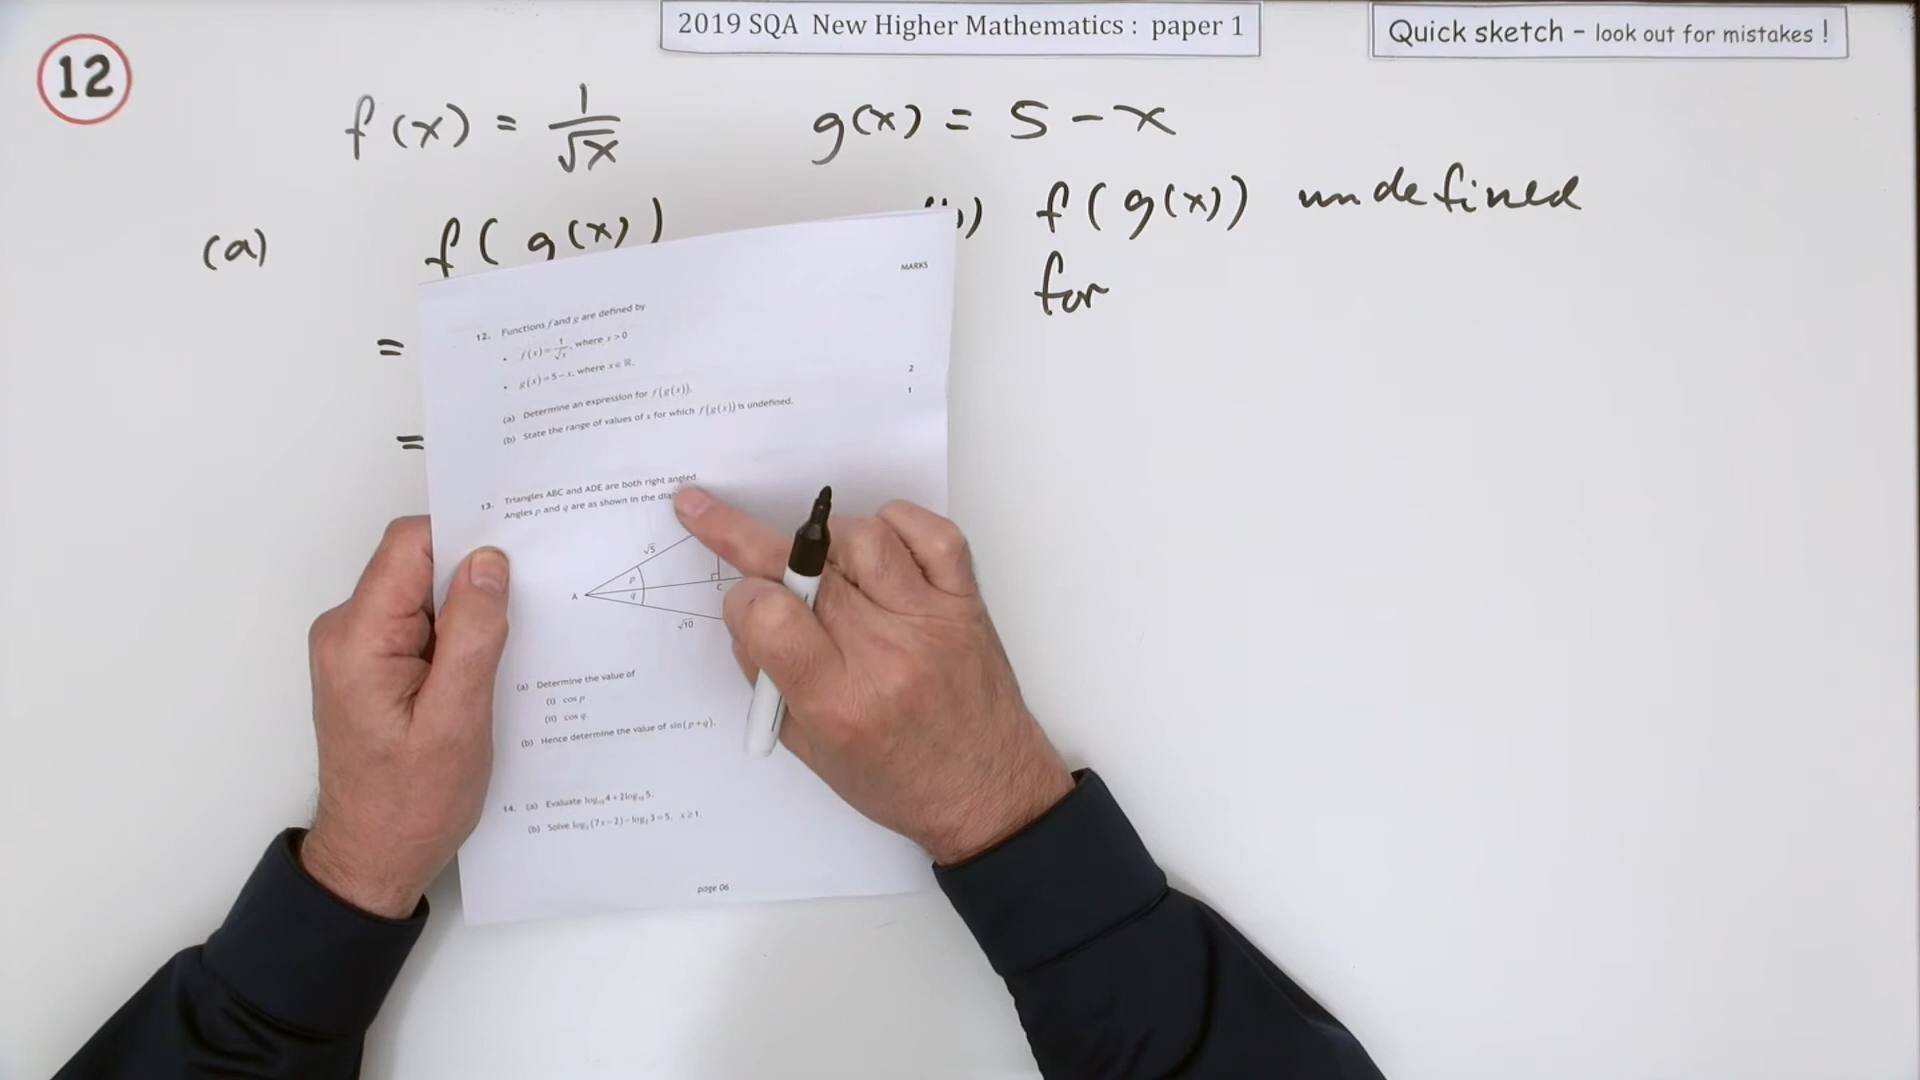 2019 SQA New Higher Mathematics : paper 1
Quick sketch – look out for mistakes !
12
f(x) = 1/√x
g(x) = 5 - x
(a) f(g(x))
=
=
f(g(x)) undefined
for
MARKS
12. Functions f and g are defined by
• f(x) = 1/√x, where x > 0
• g(x) = 5 - x, where x ∈ ℝ.
(a) Determine an expression for f(g(x)). 2
(b) State the range of values of x for which f(g(x)) is undefined. 1
13. Triangles ABC and ADE are both right angled.
Angles p and q are as shown in the
√5
p
A
q
C
√10
(a) Determine the value of
(i) cos p
(ii) cos q.
(b) Hence determine the value of sin(p+q).
14. (a) Evaluate log₁₀4 + 2log₁₀5.
(b) Solve log₂(7x-2) - log₂3 = 5, x ≥ 1.
page 06